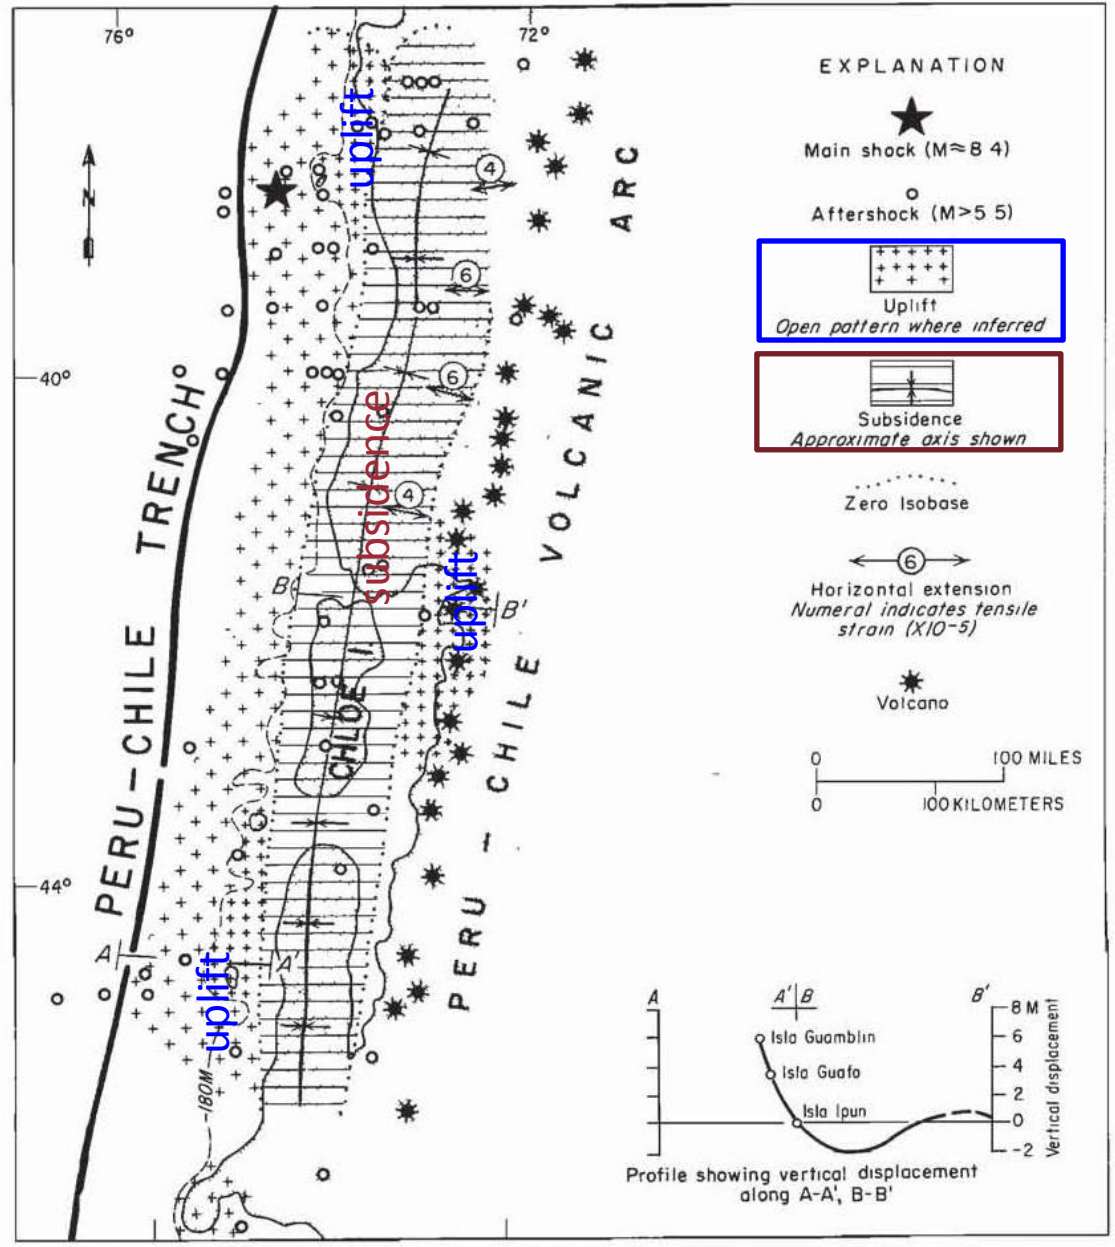 76°
72°
EXPLANATION
Main shock (M≈8 4)
Aftershock (M>5 5)
Uplift
Open pattern where inferred
Subsidence
Approximate axis shown
Zero Isobase
6
Horizontal extension
Numeral indicates tensile
strain (X10-5)
Volcano
0 100 MILES
0 100 KILOMETERS
N
uplift
4
6
6
4
40°
subsidence
uplift
B
B'
CHLOE I.
44°
A
A'
uplift
180M
PERU-CHILE TRENCH
PERU - CHILE VOLCANIC ARC
A A' B B'
8 M
6
4
2
0
-2
Vertical displacement
Isla Guamblin
Isla Guafo
Isla Ipun
Profile showing vertical displacement
along A-A', B-B'